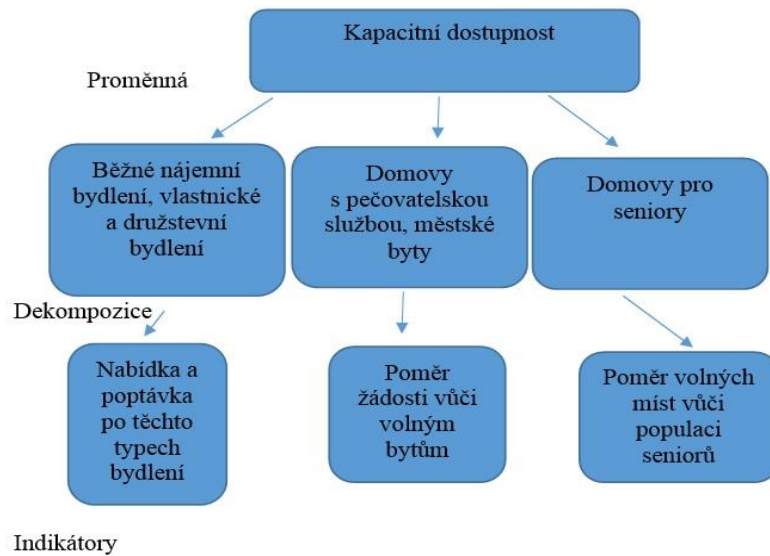 Kapacitní dostupnost
Proměnná
Běžné nájemní
bydlení, vlastnické
a družstevní
bydlení
Domovy
s pečovatelskou
službou, městské
byty
Domovy pro
seniory
Dekompozice
Nabídka a
poptávka
po těchto
typech
bydlení
Poměr
žádosti vůči
volným
bytům
Poměr volných
míst vůči
populaci
seniorů
Indikátory